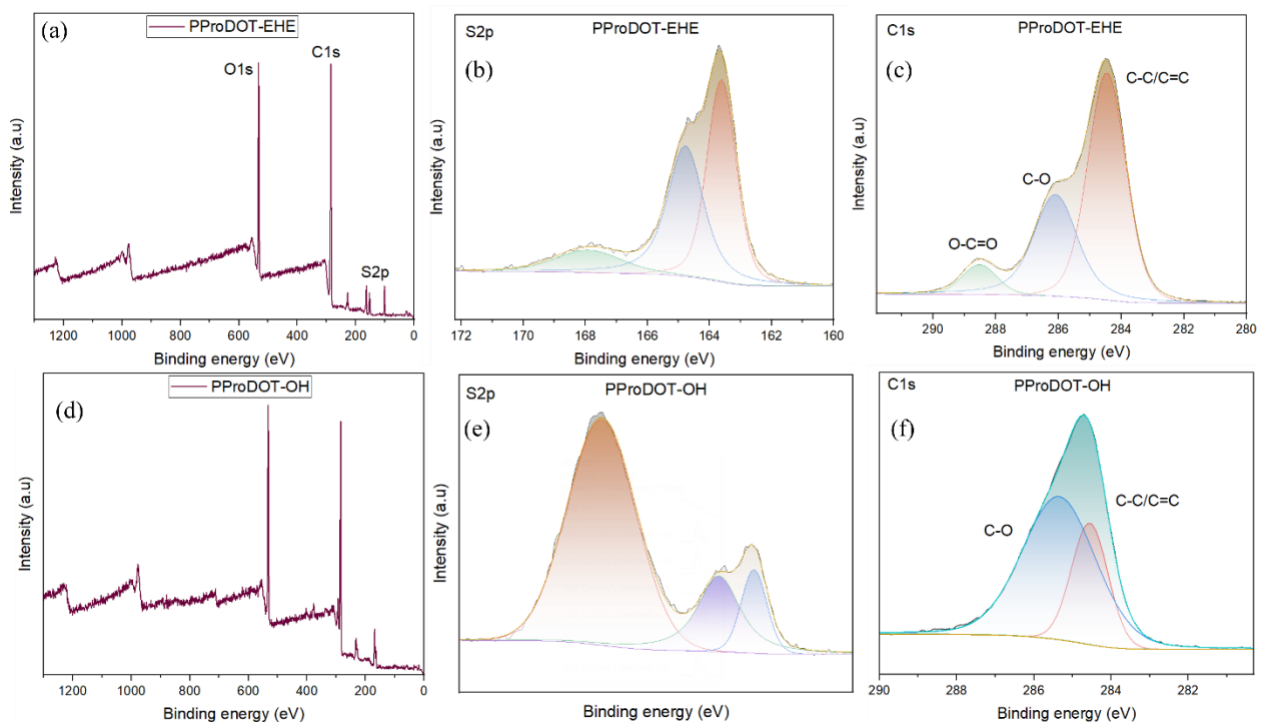 (a)
PProDOT-EHE
O1s
C1s
S2p
Intensity (a.u)
1200 1000 800 600 400 200 0
Binding energy (eV)
S2p
PProDOT-EHE
(b)
Intensity (a.u)
172 170 168 166 164 162 160
Binding energy (eV)
C1s
PProDOT-EHE
(c)
C-C/C=C
C-O
O-C=O
Intensity (a.u)
290 288 286 284 282 280
Binding energy (eV)
(d)
PProDOT-OH
Intensity (a.u)
1200 1000 800 600 400 200 0
Binding energy (eV)
S2p
PProDOT-OH
(e)
Intensity (a.u)
Binding energy (eV)
C1s
PProDOT-OH
(f)
C-C/C=C
C-O
Intensity (a.u)
290 288 286 284 282
Binding energy (eV)